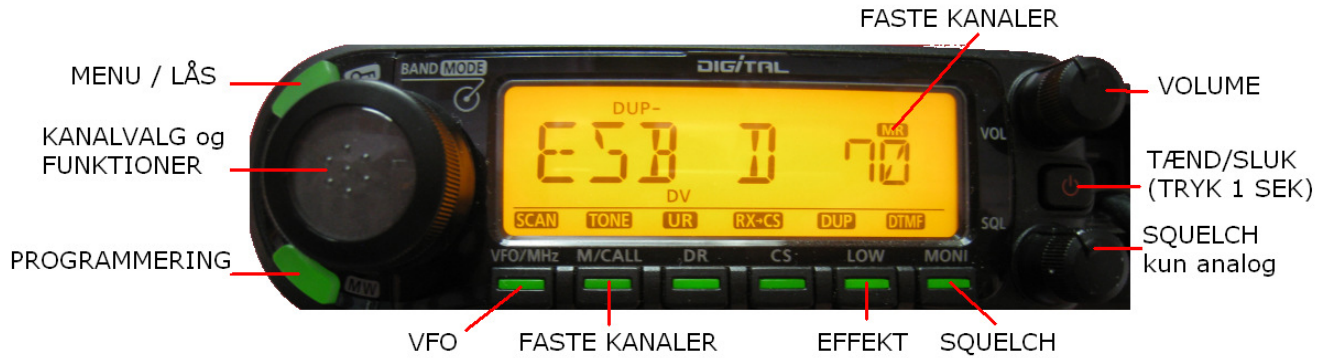 FASTE KANALER
MENU / LÅS
BAND MODE
DIGITAL
VOLUME
DUP-
MR
VOL
KANALVALG og
FUNKTIONER
ESB D 70
TÆND/SLUK
(TRYK 1 SEK)
DV
SCAN TONE UR RX→CS DUP DTMF
SQL
SQUELCH
kun analog
PROGRAMMERING
VFO/MHz M/CALL DR CS LOW MONI
MW
VFO FASTE KANALER EFFEKT SQUELCH